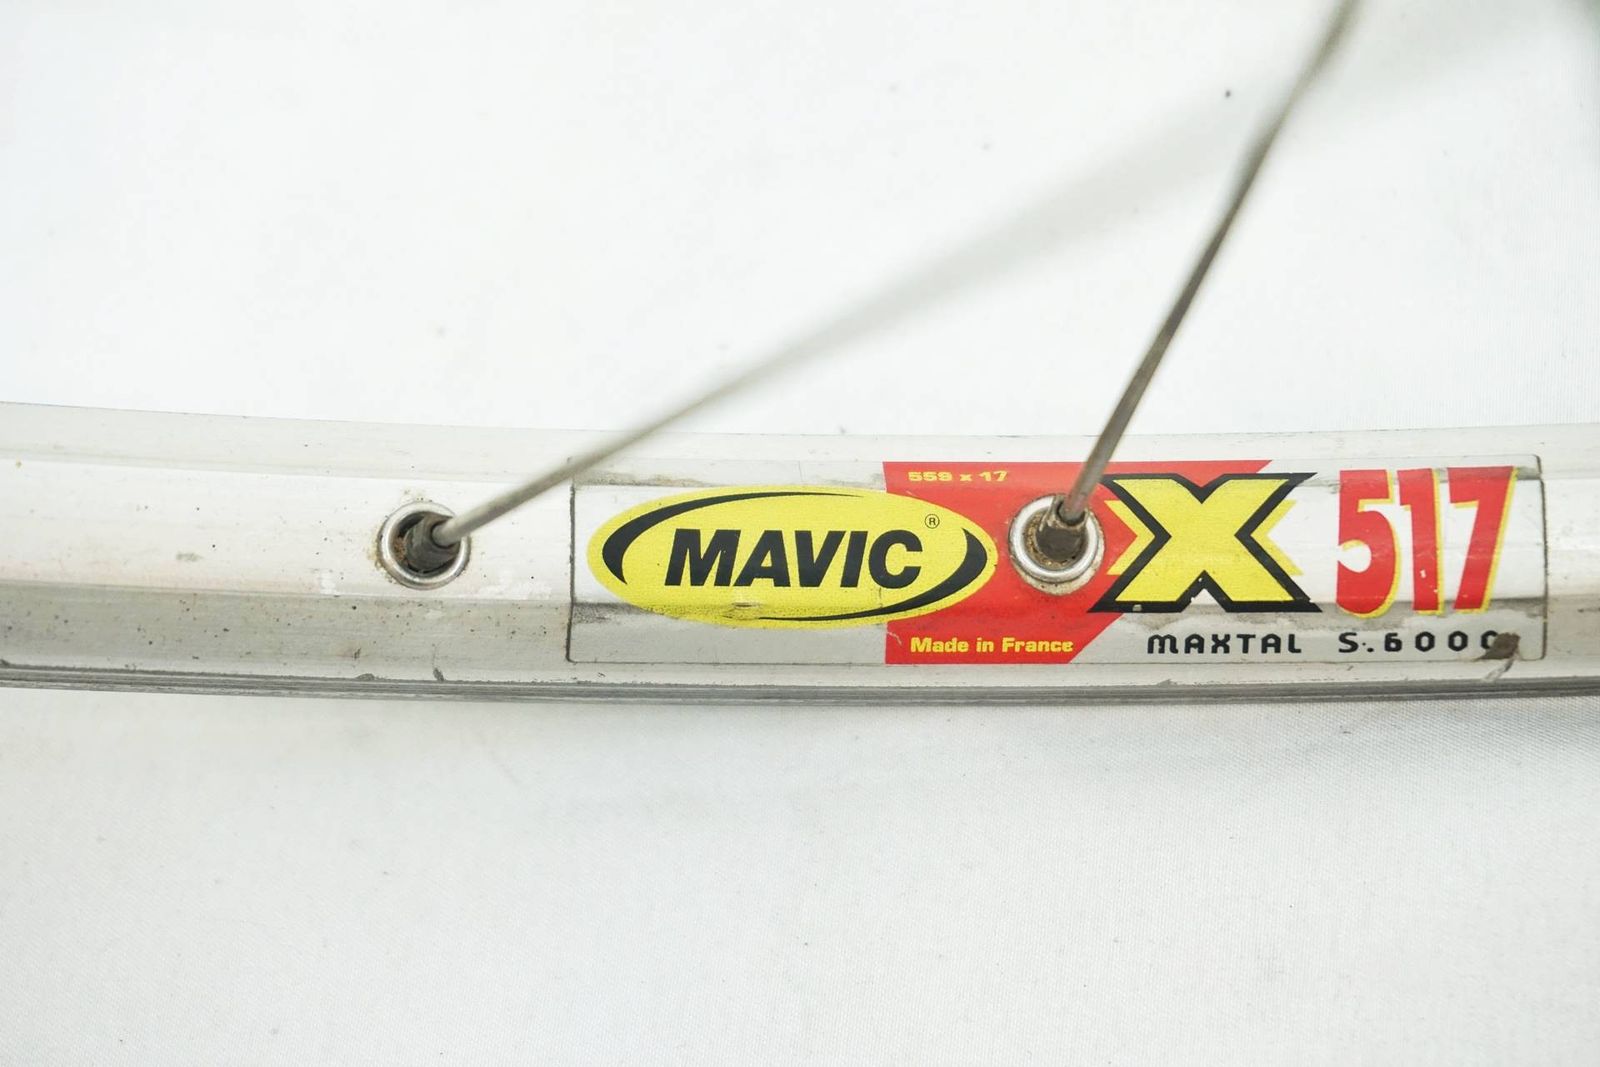 559 x 17
MAVIC®
X 517
Made in France
MAXTAL S.6000